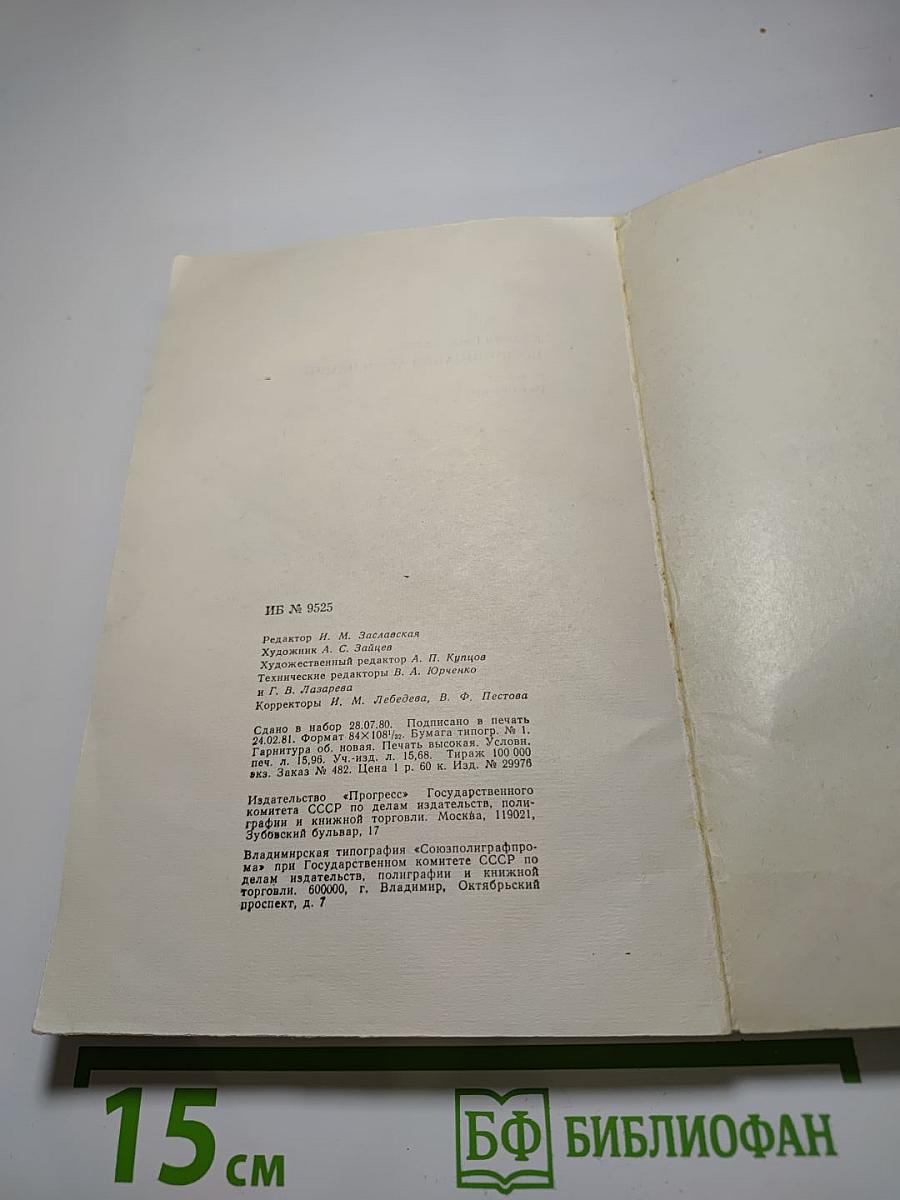 ИБ № 9525
Редактор И. М. Заславская
Художник А. С. Зайцев
Художественный редактор А. П. Купцов
Технические редакторы В. А. Юрченко
и Г. В. Лазарева
Корректоры И. М. Лебедева, В. Ф. Пестова
Сдано в набор 28.07.80. Подписано в печать
24.02.81. Формат 84×108¹/₃₂. Бумага типогр. № 1.
Гарнитура об. новая. Печать высокая. Условн.
печ. л. 15,96. Уч.-изд. л. 15,68. Тираж 100 000
экз. Заказ № 482. Цена 1 р. 60 к. Изд. № 29976
Издательство «Прогресс» Государственного
комитета СССР по делам издательств, поли-
графии и книжной торговли. Москва, 119021,
Зубовский бульвар, 17
Владимирская типография «Союзполиграфпро-
ма» при Государственном комитете СССР по
делам издательств, полиграфии и книжной
торговли. 600000, г. Владимир, Октябрьский
проспект, д. 7
15 см
БФ БИБЛИОФАН